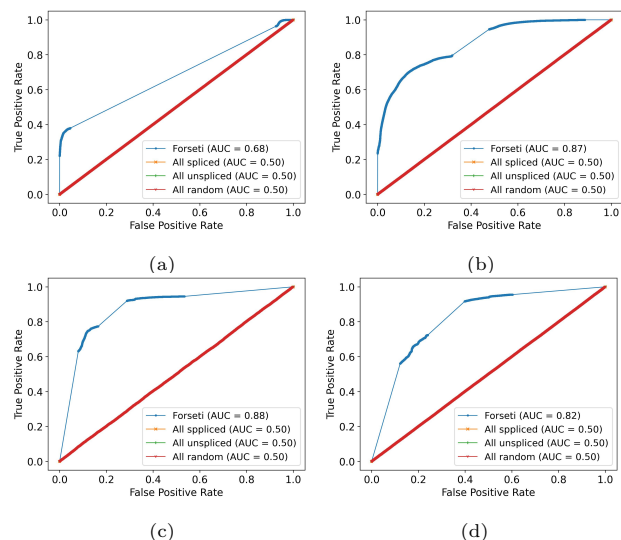 1.0
0.8
0.6
0.4
0.2
0.0
True Positive Rate
0.0 0.2 0.4 0.6 0.8 1.0
False Positive Rate
Forseti (AUC = 0.68)
All spliced (AUC = 0.50)
All unspliced (AUC = 0.50)
All random (AUC = 0.50)
(a)
1.0
0.8
0.6
0.4
0.2
0.0
True Positive Rate
0.0 0.2 0.4 0.6 0.8 1.0
False Positive Rate
Forseti (AUC = 0.87)
All spliced (AUC = 0.50)
All unspliced (AUC = 0.50)
All random (AUC = 0.50)
(b)
1.0
0.8
0.6
0.4
0.2
0.0
True Positive Rate
0.0 0.2 0.4 0.6 0.8 1.0
False Positive Rate
Forseti (AUC = 0.88)
All sppliced (AUC = 0.50)
All unspliced (AUC = 0.50)
All random (AUC = 0.50)
(c)
1.0
0.8
0.6
0.4
0.2
0.0
True Positive Rate
0.0 0.2 0.4 0.6 0.8 1.0
False Positive Rate
Forseti (AUC = 0.82)
All sppliced (AUC = 0.50)
All unspliced (AUC = 0.50)
All random (AUC = 0.50)
(d)